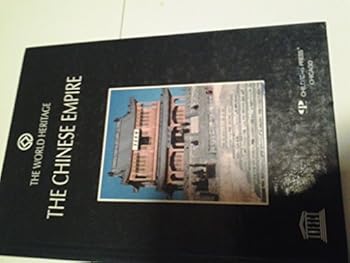 THE WORLD HERITAGE
THE CHINESE EMPIRE
CHILDRENS PRESS®
CHICAGO